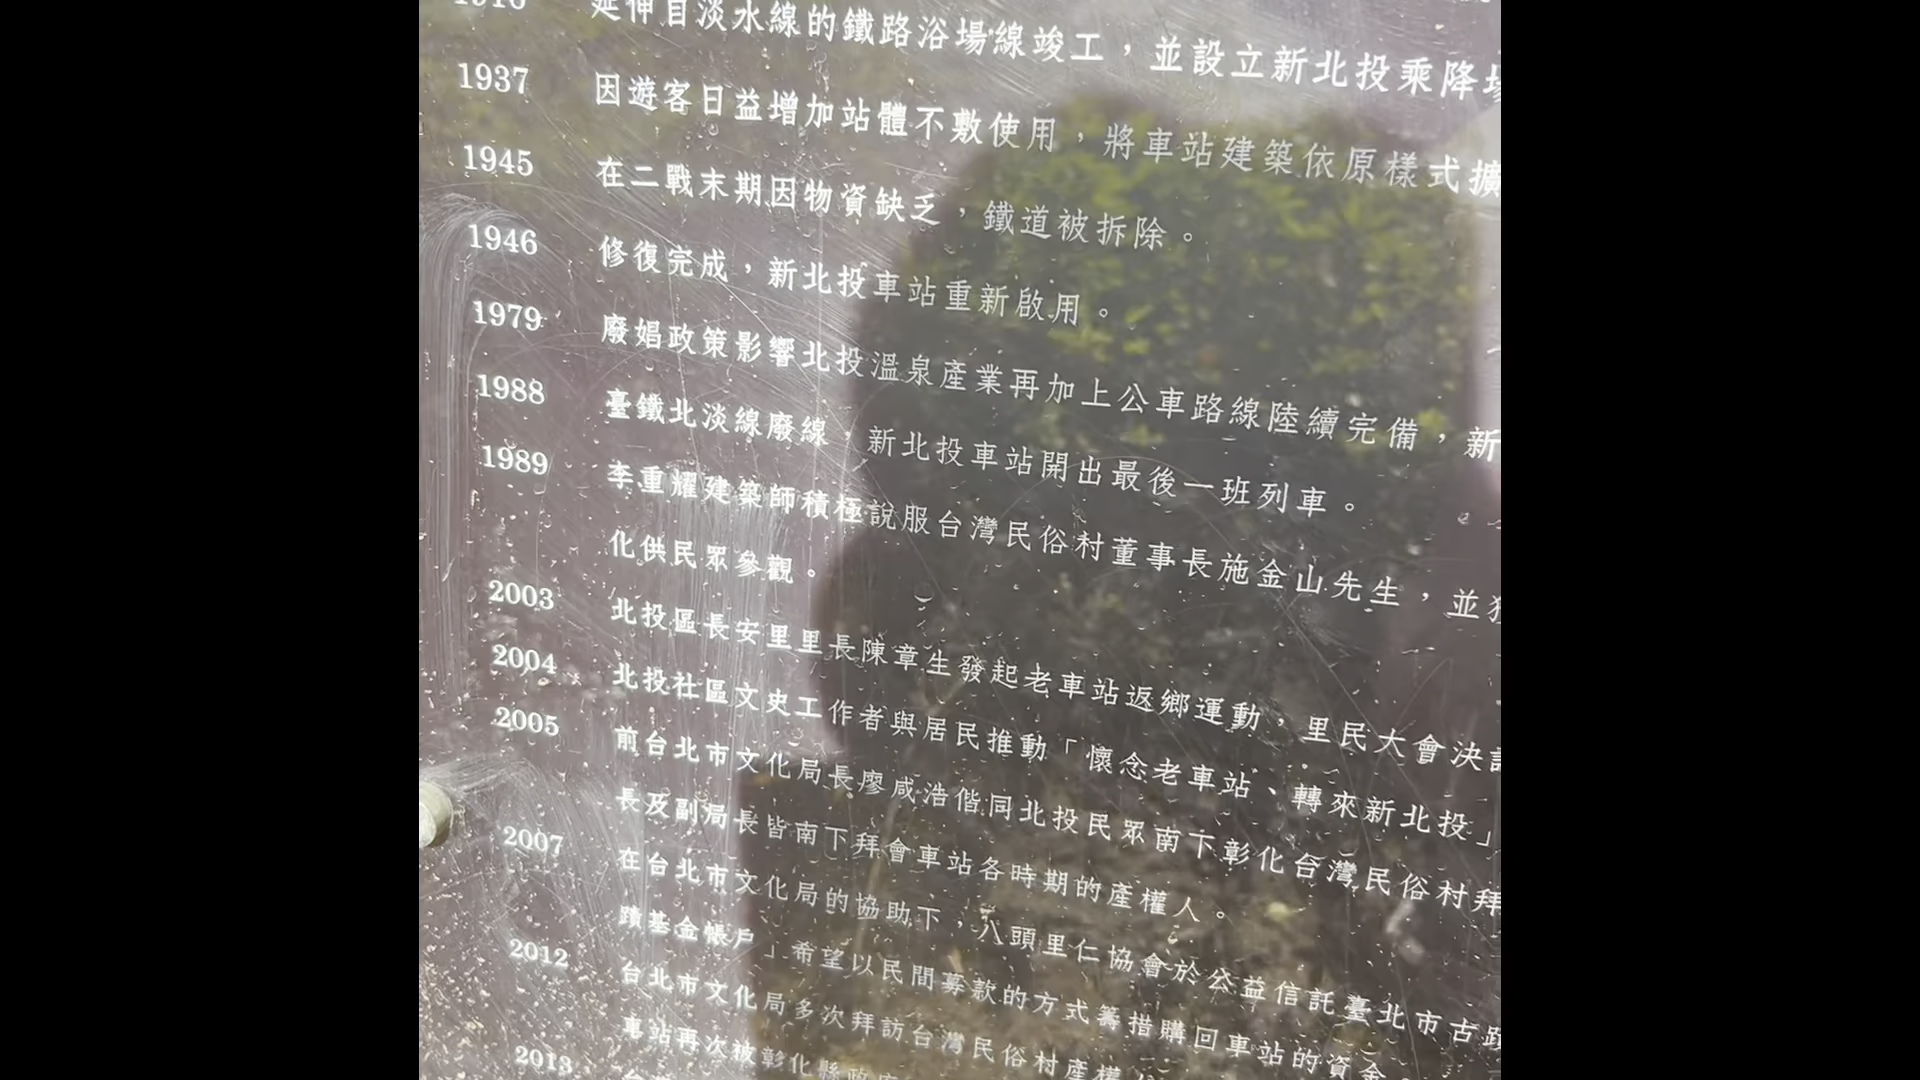 延伸自淡水線的鐵路浴場線竣工，並設立新北投乘降場
1937 因遊客日益增加站體不敷使用，將車站建築依原樣式擴
1945 在二戰末期因物資缺乏，鐵道被拆除。
1946 修復完成，新北投車站重新啟用。
1979 廢娼政策影響北投溫泉產業再加上公車路線陸續完備，新
1988 臺鐵北淡線廢線，新北投車站開出最後一班列車。
1989 李重耀建築師積極說服台灣民俗村董事長施金山先生，並
化供民眾參觀。
2003 北投區長安里里長陳章生發起老車站返鄉運動，里民大會決
2004 北投社區文史工作者與居民推動「懷念老車站、轉來新北投」
2005 前台北市文化局長廖咸浩偕同北投民眾南下彰化台灣民俗村拜
長及副局長皆南下拜會車站各時期的產權人。
2007 在台北市文化局的協助下，八頭里仁協會於公益信託臺北市古蹟
蹟基金帳戶」希望以民間募款的方式籌措購回車站的資金。
2012 台北市文化局多次拜訪台灣民俗村產權
車站再次被彰化縣政府
2013